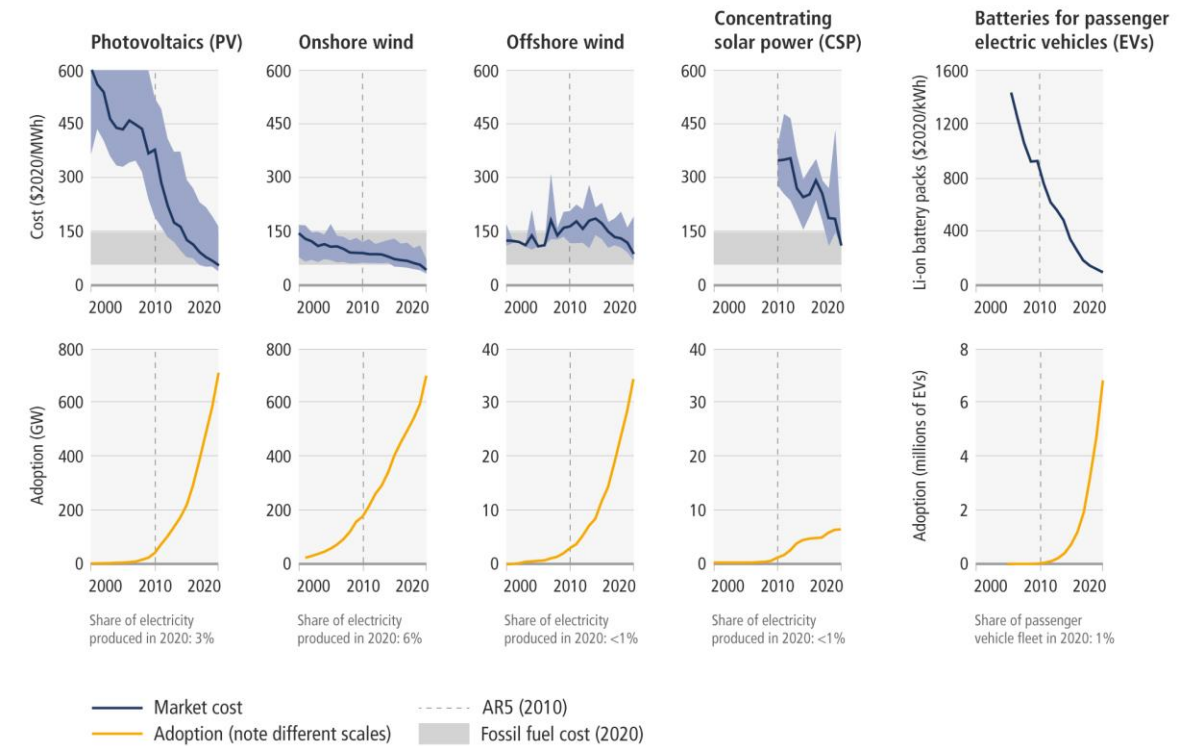 Photovoltaics (PV)
Onshore wind
Offshore wind
Concentrating
solar power (CSP)
Batteries for passenger
electric vehicles (EVs)
Cost ($2020/MWh)
600
450
300
150
0
2000 2010 2020
600
450
300
150
0
2000 2010 2020
600
450
300
150
0
2000 2010 2020
600
450
300
150
0
2000 2010 2020
Li-on battery packs ($2020/kWh)
1600
1200
800
400
0
2000 2010 2020
Adoption (GW)
800
600
400
200
0
2000 2010 2020
800
600
400
200
0
2000 2010 2020
40
30
20
10
0
2000 2010 2020
40
30
20
10
0
2000 2010 2020
Adoption (millions of EVs)
8
6
4
2
0
2000 2010 2020
Share of electricity
produced in 2020: 3%
Share of electricity
produced in 2020: 6%
Share of electricity
produced in 2020: <1%
Share of electricity
produced in 2020: <1%
Share of passenger
vehicle fleet in 2020: 1%
Market cost
Adoption (note different scales)
AR5 (2010)
Fossil fuel cost (2020)